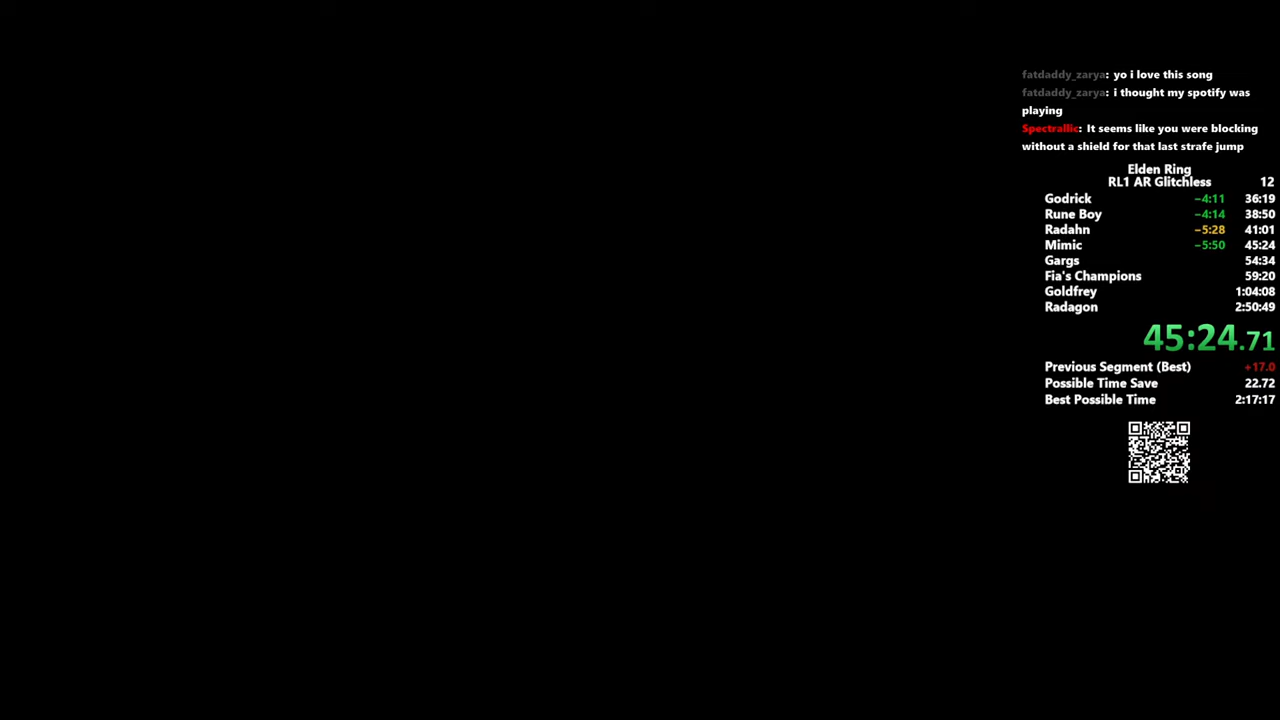 fatdaddy_zarya: yo i love this song
fatdaddy_zarya: i thought my spotify was
playing
Spectrallic: It seems like you were blocking
without a shield for that last strafe jump
Elden Ring
RL1 AR Glitchless 12
Godrick −4:11 36:19
Rune Boy −4:14 38:50
Radahn −5:28 41:01
Mimic −5:50 45:24
Gargs 54:34
Fia's Champions 59:20
Goldfrey 1:04:08
Radagon 2:50:49
45:24.71
Previous Segment (Best) +17.0
Possible Time Save 22.72
Best Possible Time 2:17:17